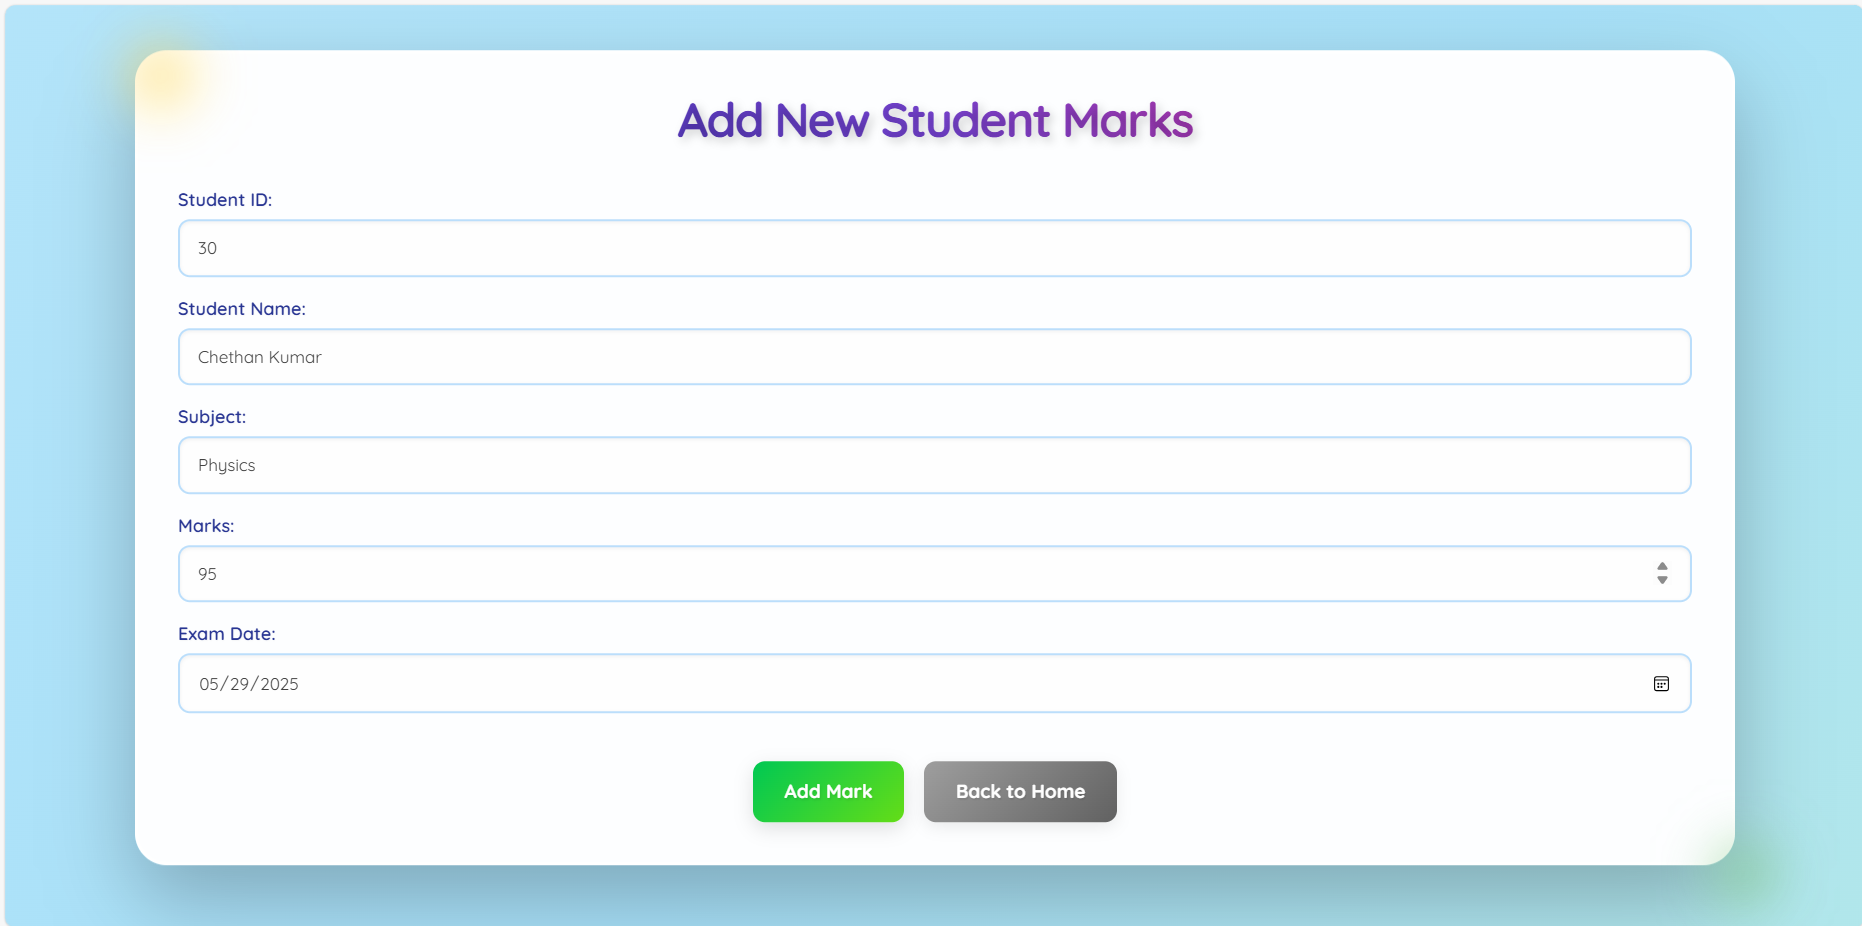 Add New Student Marks
Student ID:
30
Student Name:
Chethan Kumar
Subject:
Physics
Marks:
95
Exam Date:
05/29/2025
Add Mark
Back to Home